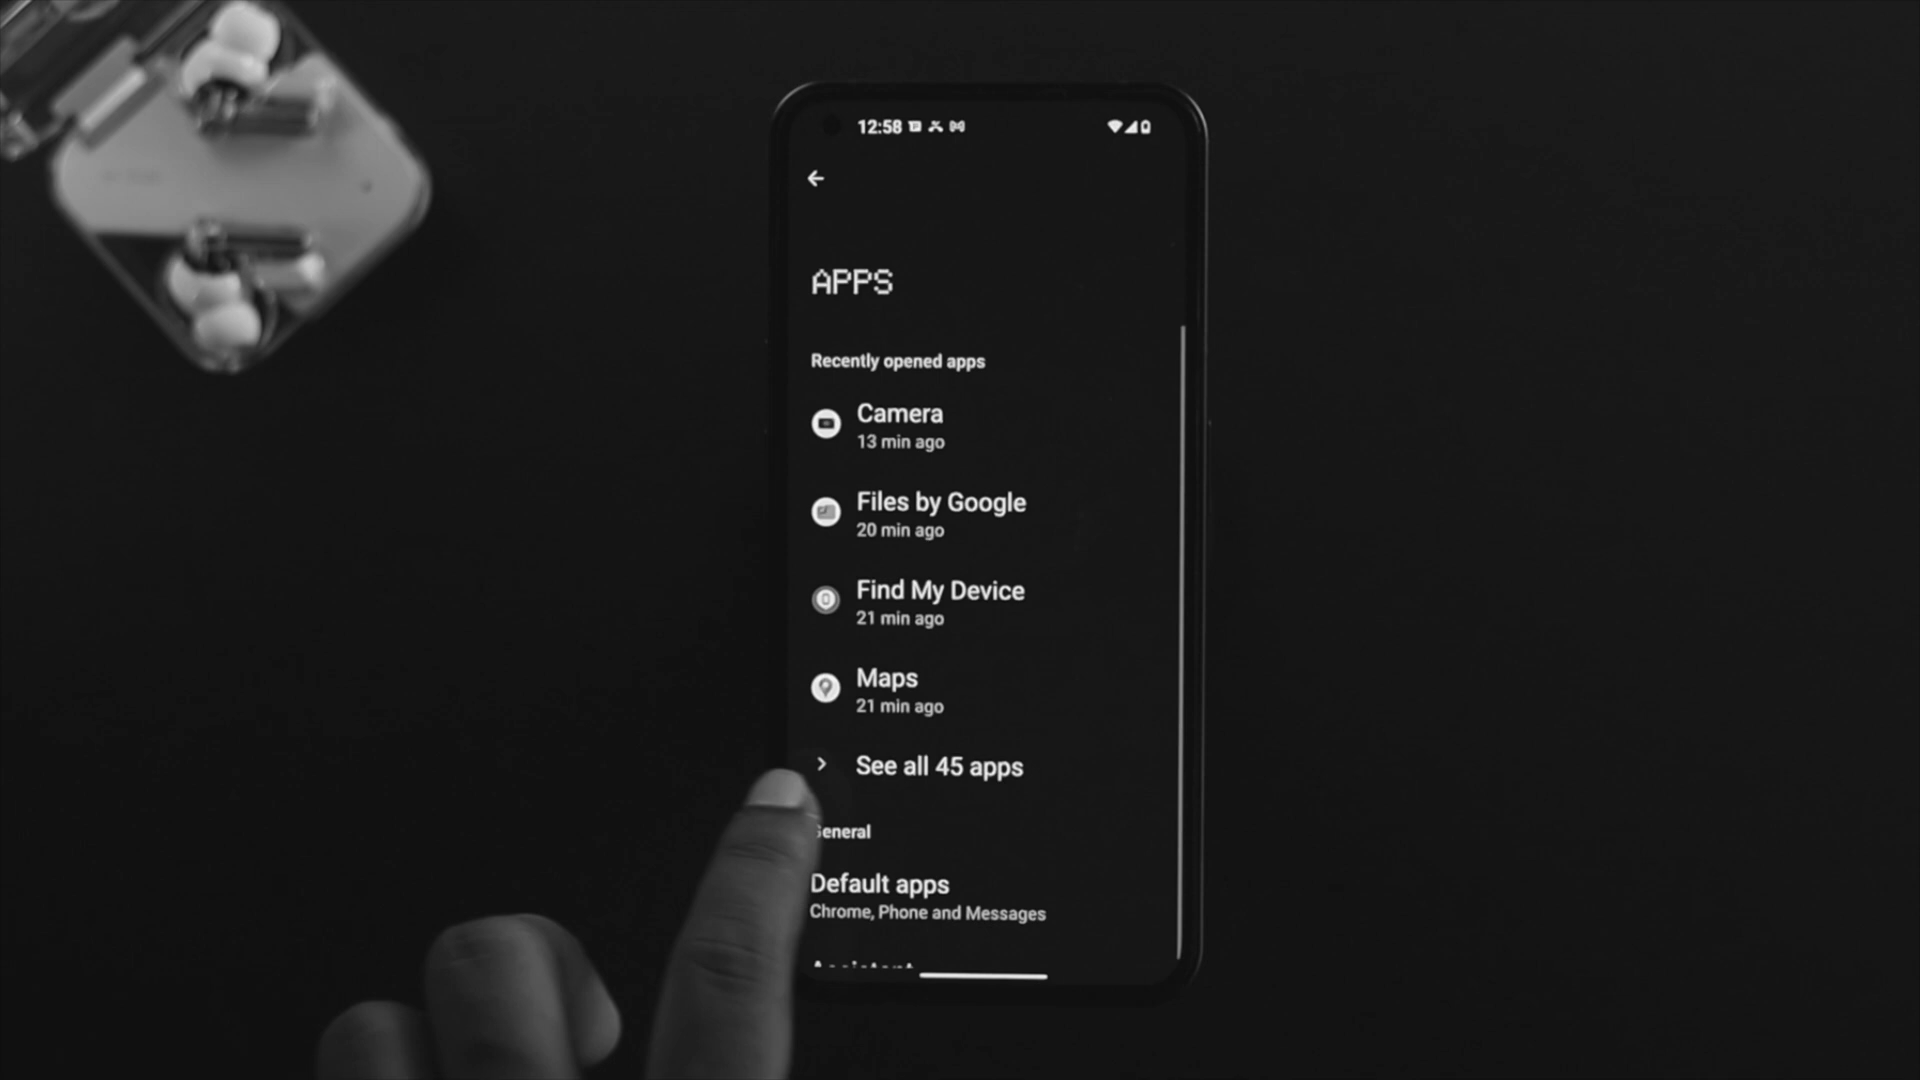 12:58
APPS
Recently opened apps
Camera
13 min ago
Files by Google
20 min ago
Find My Device
21 min ago
Maps
21 min ago
See all 45 apps
General
Default apps
Chrome, Phone and Messages